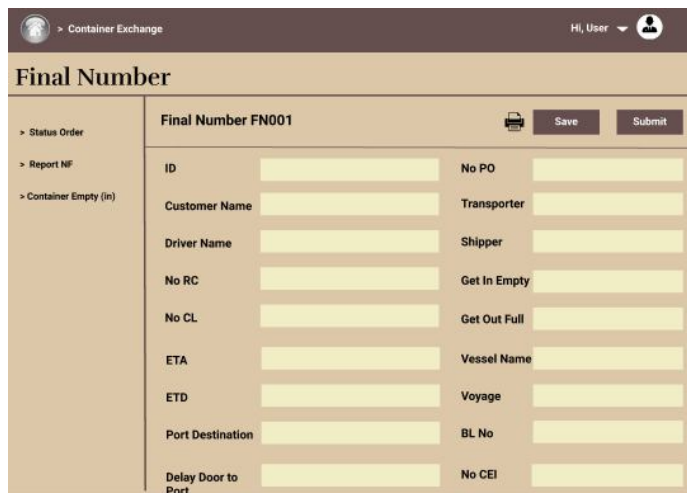 > Container Exchange
Hi, User
Final Number
> Status Order
> Report NF
> Container Empty (in)
Final Number FN001
Save
Submit
ID
No PO
Customer Name
Transporter
Driver Name
Shipper
No RC
Get In Empty
No CL
Get Out Full
ETA
Vessel Name
ETD
Voyage
Port Destination
BL No
Delay Door to
Port
No CEI